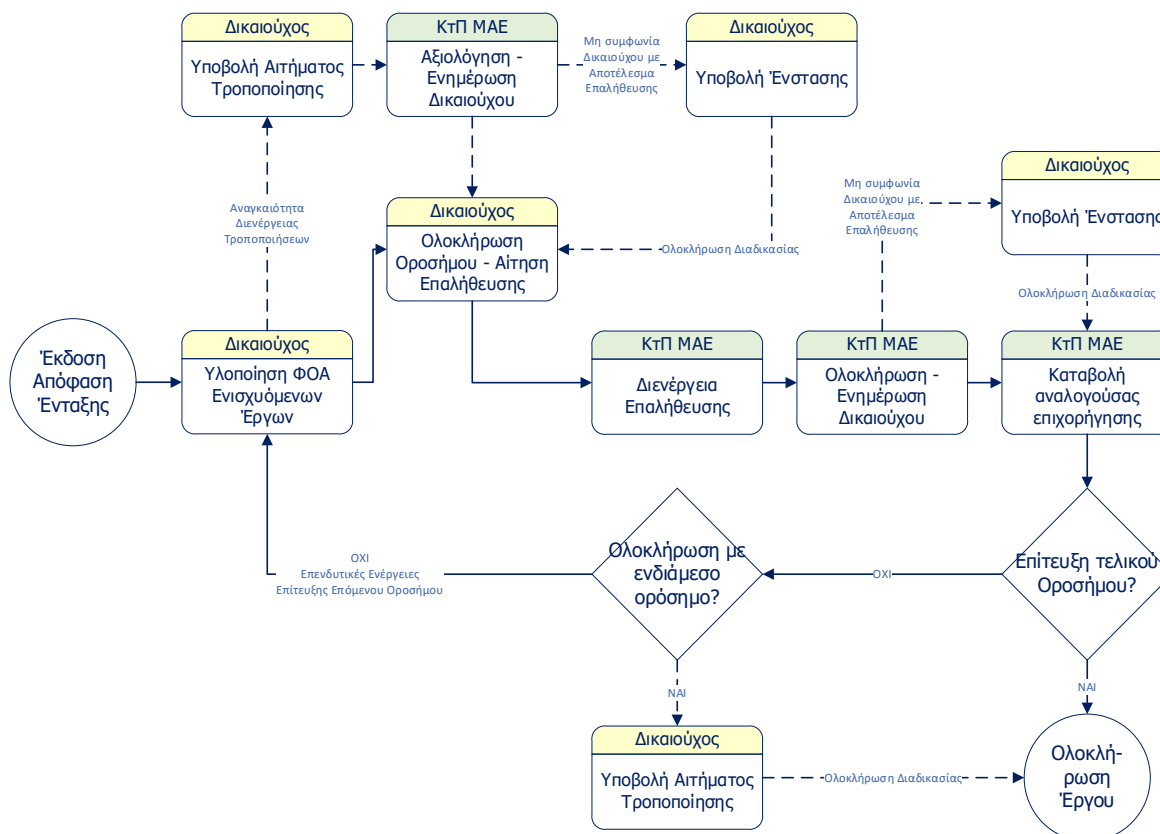 Δικαιούχος
Υποβολή Αιτήματος
Τροποποίησης
ΚτΠ ΜΑΕ
Αξιολόγηση -
Ενημέρωση
Δικαιούχου
Μη συμφωνία
Δικαιούχου με
Αποτέλεσμα
Επαλήθευσης
Δικαιούχος
Υποβολή Ένστασης
Αναγκαιότητα
Διενέργειας
Τροποποιήσεων
Δικαιούχος
Ολοκλήρωση
Οροσήμου - Αίτηση
Επαλήθευσης
Ολοκλήρωση Διαδικασίας
Μη συμφωνία
Δικαιούχου με
Αποτέλεσμα
Επαλήθευσης
Δικαιούχος
Υποβολή Ένστασης
Ολοκλήρωση Διαδικασίας
Έκδοση
Απόφαση
Ένταξης
Δικαιούχος
Υλοποίηση ΦΟΑ
Ενισχυόμενων
Έργων
ΚτΠ ΜΑΕ
Διενέργεια
Επαλήθευσης
ΚτΠ ΜΑΕ
Ολοκλήρωση -
Ενημέρωση
Δικαιούχου
ΚτΠ ΜΑΕ
Καταβολή
αναλογούσας
επιχορήγησης
ΟΧΙ
Επενδυτικές Ενέργειες
Επίτευξης Επόμενου Οροσήμου
Ολοκλήρωση με
ενδιάμεσο
ορόσημο?
ΟΧΙ
Επίτευξη τελικού
Οροσήμου?
ΝΑΙ
ΝΑΙ
Δικαιούχος
Υποβολή Αιτήματος
Τροποποίησης
Ολοκλήρωση Διαδικασίας
Ολοκλή-
ρωση
Έργου